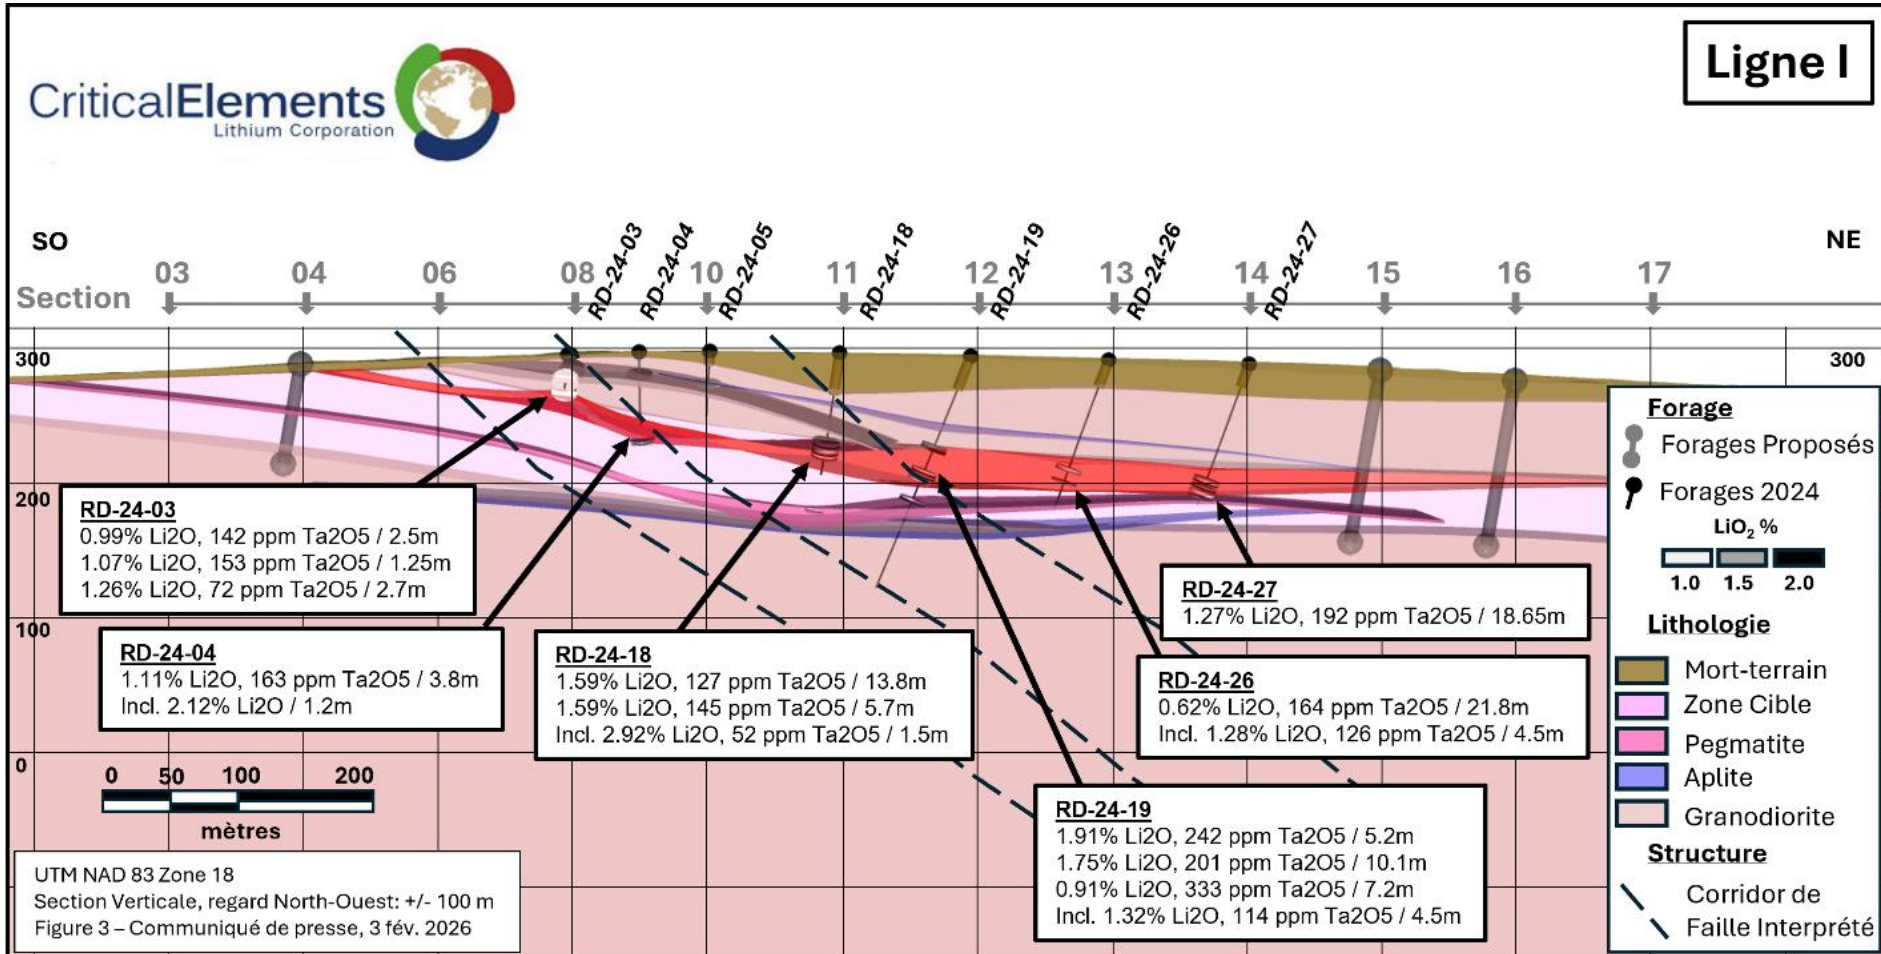 Ligne I
CriticalElements
Lithium Corporation
SO
NE
RD-24-03
RD-24-04
RD-24-05
RD-24-18
RD-24-19
RD-24-26
RD-24-27
Section
03 04 06 08 10 11 12 13 14 15 16 17
300
300
200
100
0
RD-24-03
0.99% Li2O, 142 ppm Ta2O5 / 2.5m
1.07% Li2O, 153 ppm Ta2O5 / 1.25m
1.26% Li2O, 72 ppm Ta2O5 / 2.7m
RD-24-04
1.11% Li2O, 163 ppm Ta2O5 / 3.8m
Incl. 2.12% Li2O / 1.2m
RD-24-18
1.59% Li2O, 127 ppm Ta2O5 / 13.8m
1.59% Li2O, 145 ppm Ta2O5 / 5.7m
Incl. 2.92% Li2O, 52 ppm Ta2O5 / 1.5m
RD-24-27
1.27% Li2O, 192 ppm Ta2O5 / 18.65m
RD-24-26
0.62% Li2O, 164 ppm Ta2O5 / 21.8m
Incl. 1.28% Li2O, 126 ppm Ta2O5 / 4.5m
RD-24-19
1.91% Li2O, 242 ppm Ta2O5 / 5.2m
1.75% Li2O, 201 ppm Ta2O5 / 10.1m
0.91% Li2O, 333 ppm Ta2O5 / 7.2m
Incl. 1.32% Li2O, 114 ppm Ta2O5 / 4.5m
0 50 100 200
mètres
UTM NAD 83 Zone 18
Section Verticale, regard North-Ouest: +/- 100 m
Figure 3 – Communiqué de presse, 3 fév. 2026
Forage
Forages Proposés
Forages 2024
LiO₂ %
1.0 1.5 2.0
Lithologie
Mort-terrain
Zone Cible
Pegmatite
Aplite
Granodiorite
Structure
Corridor de
Faille Interprété